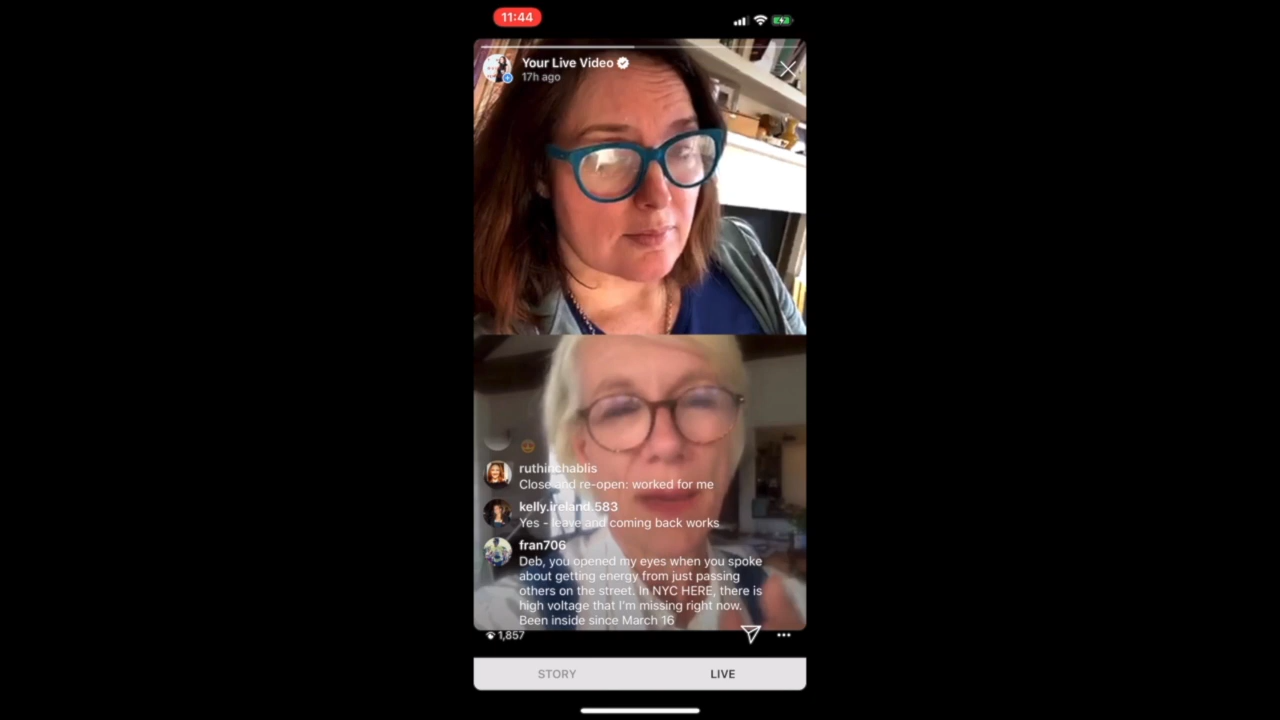 11:44
Your Live Video
17h ago
ruthinchablis
Close and re-open: worked for me
kelly.ireland.583
Yes - leave and coming back works
fran706
Deb, you opened my eyes when you spoke
about getting energy from just passing
others on the street. In NYC HERE, there is
high voltage that I'm missing right now.
Been inside since March 16
1,857
STORY
LIVE